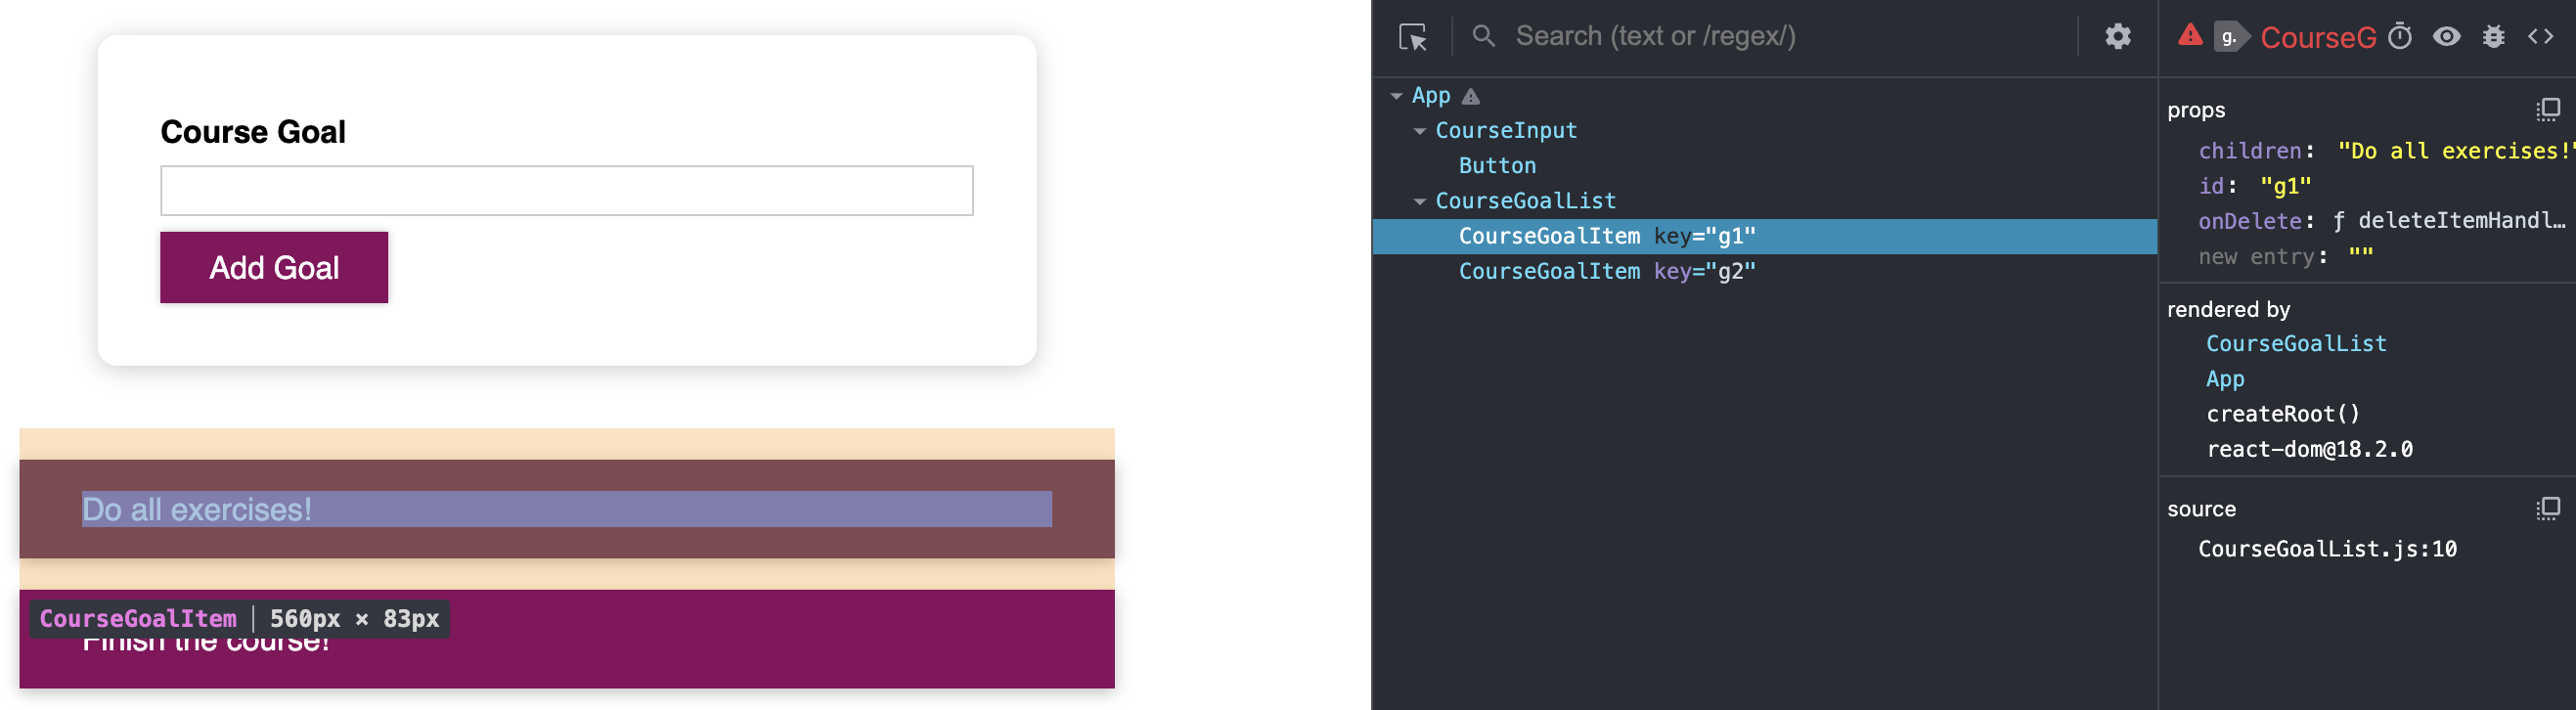 Course Goal
Add Goal
Do all exercises!
CourseGoalItem | 560px × 83px
Finish the course!
Search (text or /regex/)
App
CourseInput
Button
CourseGoalList
CourseGoalItem key="g1"
CourseGoalItem key="g2"
g. CourseG
props
children: "Do all exercises!"
id: "g1"
onDelete: ƒ deleteItemHandl…
new entry: ""
rendered by
CourseGoalList
App
createRoot()
react-dom@18.2.0
source
CourseGoalList.js:10